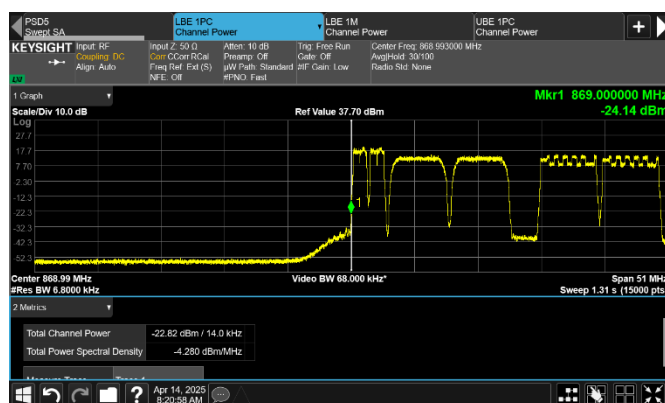 PSD5
Swept SA
LBE 1PC
Channel Power
LBE 1M
Channel Power
UBE 1PC
Channel Power
KEYSIGHT
Input: RF
Coupling: DC
Align: Auto
Input Z: 50 Ω
Corr CCorr RCal
Freq Ref: Ext (S)
NFE: Off
Atten: 10 dB
Preamp: Off
µW Path: Standard
#PNO: Fast
Trig: Free Run
Gate: Off
#IF Gain: Low
Center Freq: 868.993000 MHz
Avg|Hold: 30/100
Radio Std: None
LXI
1 Graph
Scale/Div 10.0 dB
Ref Value 37.70 dBm
Mkr1 869.000000 MHz
-24.14 dBm
Log
27.7
17.7
7.70
-2.30
-12.3
-22.3
-32.3
-42.3
-52.3
1
Center 868.99 MHz
#Res BW 6.8000 kHz
Video BW 68.000 kHz*
Span 51 MHz
Sweep 1.31 s (15000 pts)
2 Metrics
Total Channel Power
-22.82 dBm / 14.0 kHz
Total Power Spectral Density
-4.280 dBm/MHz
Measure Trace
Trace 1
?
Apr 14, 2025
8:20:58 AM